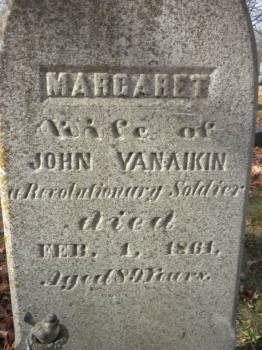 MARGARET
Wife of
JOHN VANAIKIN
a Revolutionary Soldier
died
FEB. 1, 1861,
Aged 89 Years.